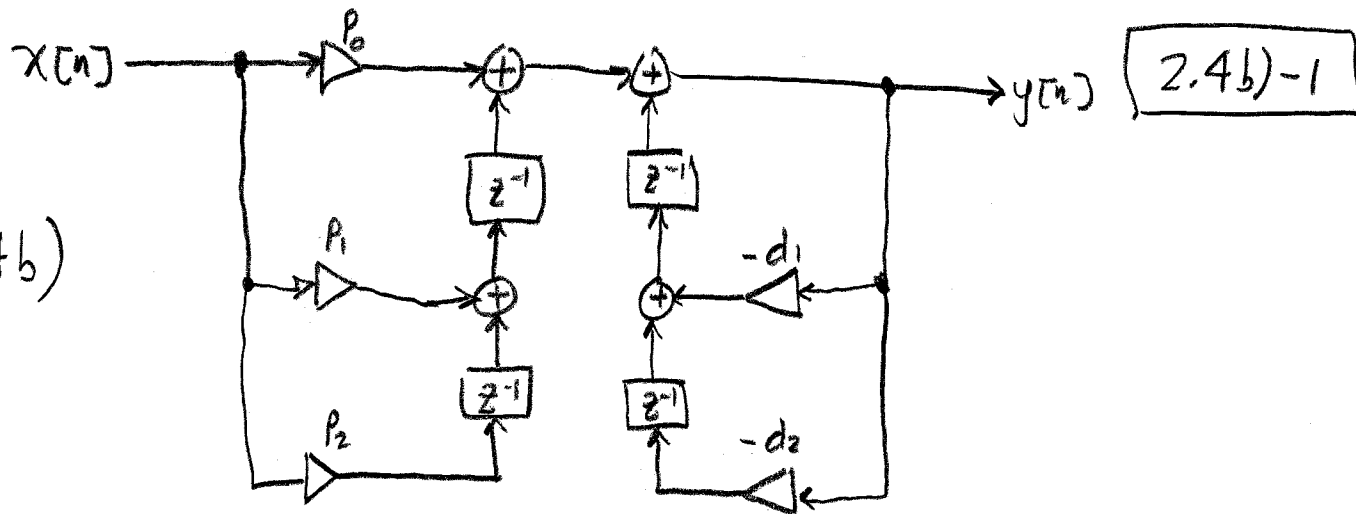 P₀
x[n] + + y[n] 2.4b)-1
z⁻¹ z⁻¹
4b) P₁ -d₁
+ +
z⁻¹ z⁻¹
P₂ -d₂